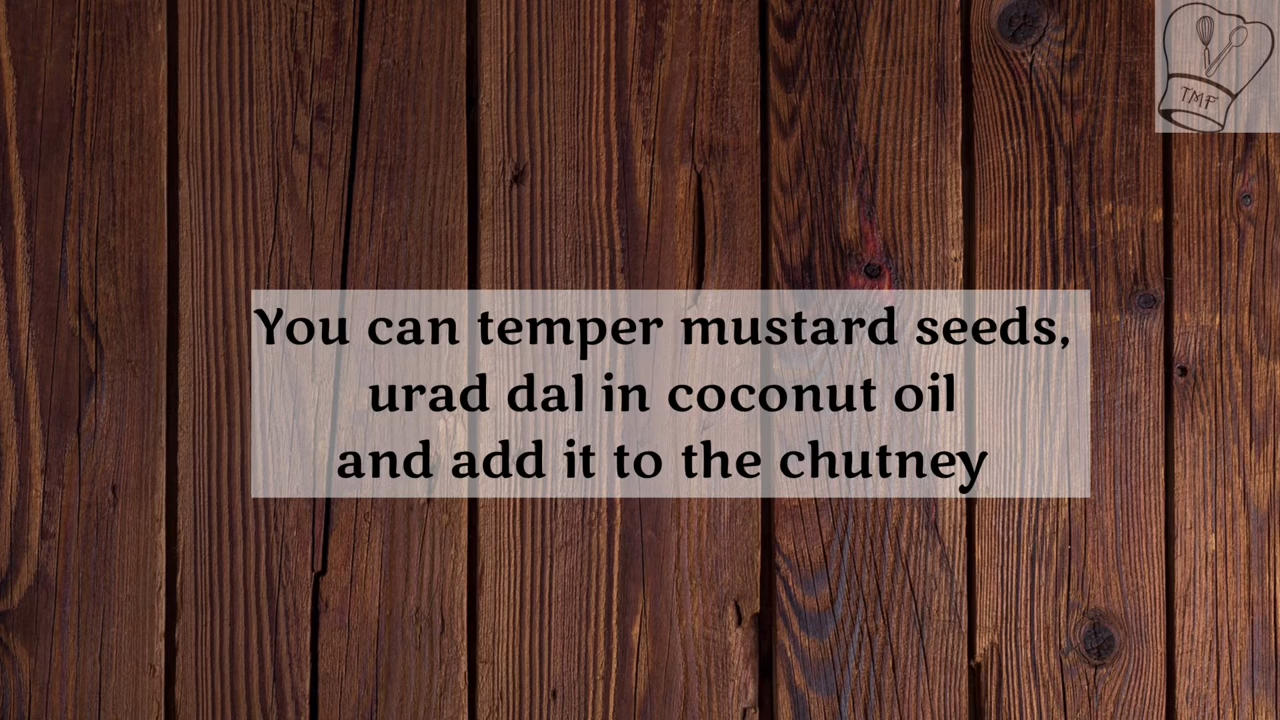 TMF
You can temper mustard seeds,
urad dal in coconut oil
and add it to the chutney